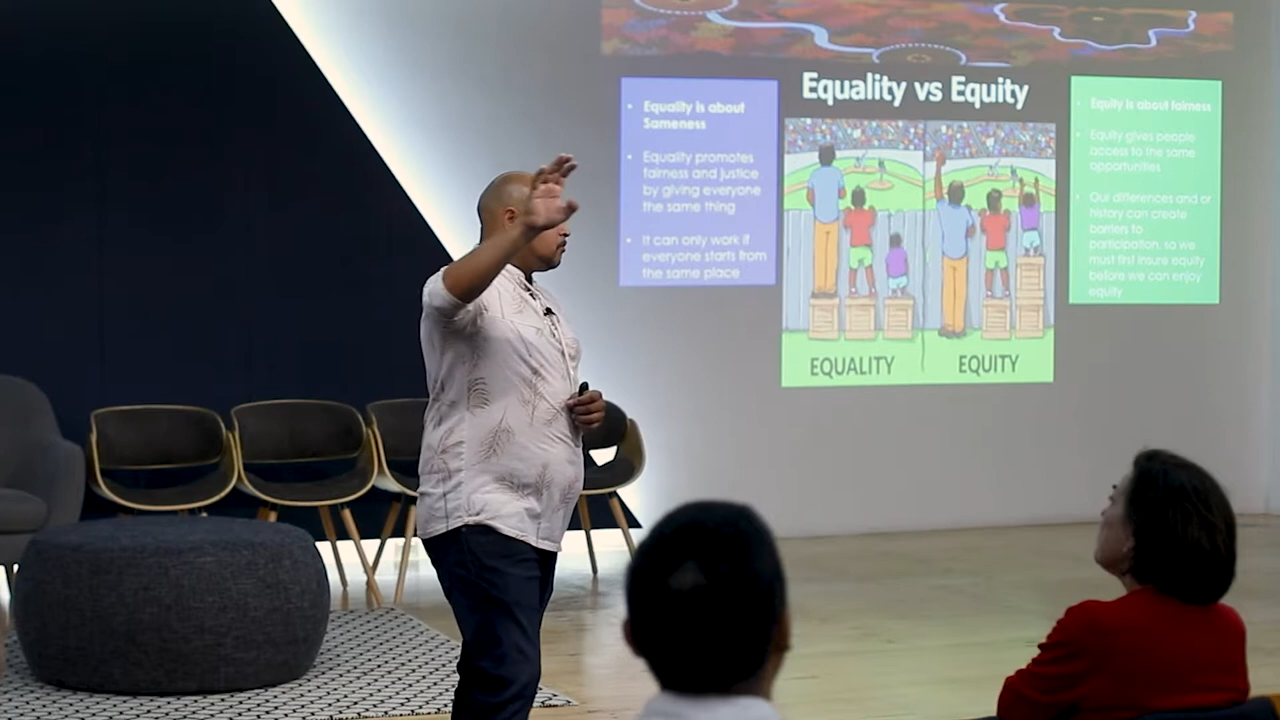 Equality vs Equity
• Equality is about
Sameness
• Equality promotes
fairness and justice
by giving everyone
the same thing
• It can only work if
everyone starts from
the same place
EQUALITY
EQUITY
• Equity is about fairness
• Equity gives people
access to the same
opportunities
• Our differences and or
history can create
barriers to
participation, so we
must first insure equity
before we can enjoy
equity